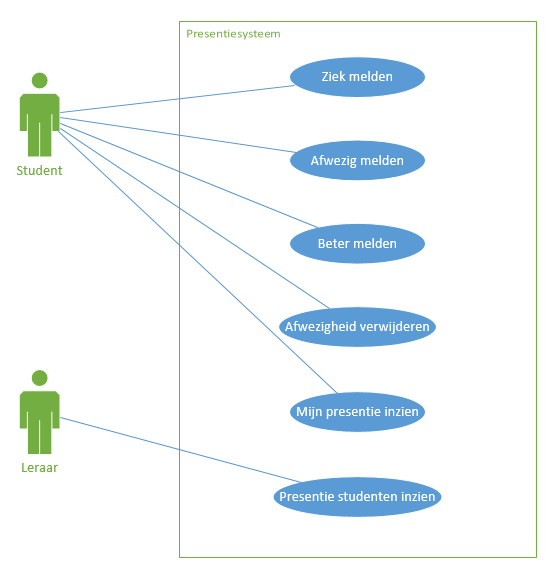 Presentiesysteem
Ziek melden
Afwezig melden
Student
Beter melden
Afwezigheid verwijderen
Mijn presentie inzien
Leraar
Presentie studenten inzien